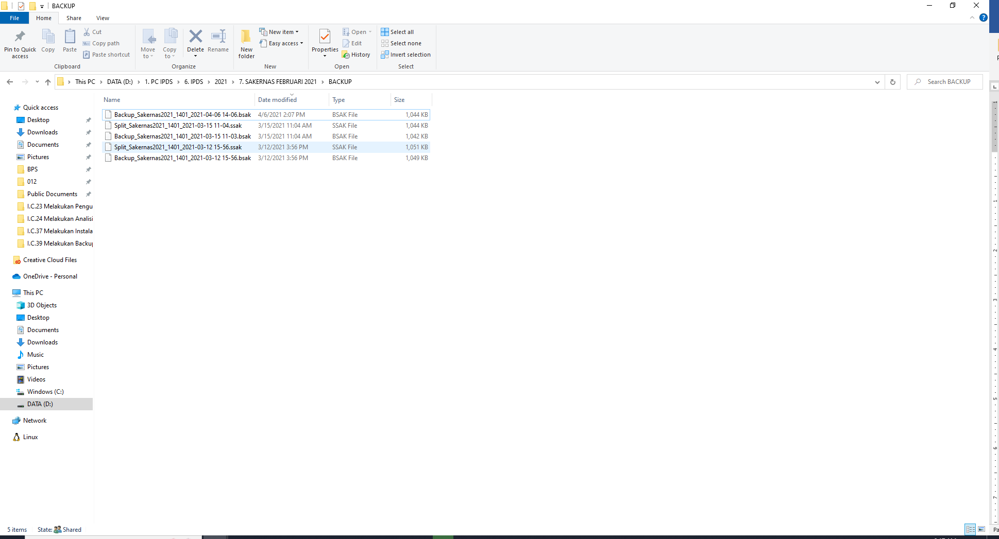 BACKUP
File Home Share View
Pin to Quick access
Copy
Paste
Cut
Copy path
Paste shortcut
Clipboard
Move to
Copy to
Delete
Rename
Organize
New folder
New item
Easy access
New
Properties
Open
Edit
History
Open
Select all
Select none
Invert selection
Select
This PC > DATA (D:) > 1. PC IPDS > 6. IPDS > 2021 > 7. SAKERNAS FEBRUARI 2021 > BACKUP
Search BACKUP
Name Date modified Type Size
Backup_Sakernas2021_1401_2021-04-06 14-06.bsak 4/6/2021 2:07 PM BSAK File 1,044 KB
Split_Sakernas2021_1401_2021-03-15 11-04.ssak 3/15/2021 11:04 AM SSAK File 1,044 KB
Backup_Sakernas2021_1401_2021-03-15 11-03.bsak 3/15/2021 11:04 AM BSAK File 1,042 KB
Split_Sakernas2021_1401_2021-03-12 15-56.ssak 3/12/2021 3:56 PM SSAK File 1,051 KB
Backup_Sakernas2021_1401_2021-03-12 15-56.bsak 3/12/2021 3:56 PM BSAK File 1,049 KB
Quick access
Desktop
Downloads
Documents
Pictures
BPS
012
Public Documents
I.C.23 Melakukan Pengu
I.C.24 Melakukan Analisi
I.C.37 Melakukan Instala
I.C.39 Melakukan Backup
Creative Cloud Files
OneDrive - Personal
This PC
3D Objects
Desktop
Documents
Downloads
Music
Pictures
Videos
Windows (C:)
DATA (D:)
Network
Linux
5 items State: Shared
1
1
2
3
4
5
6
7
Pa